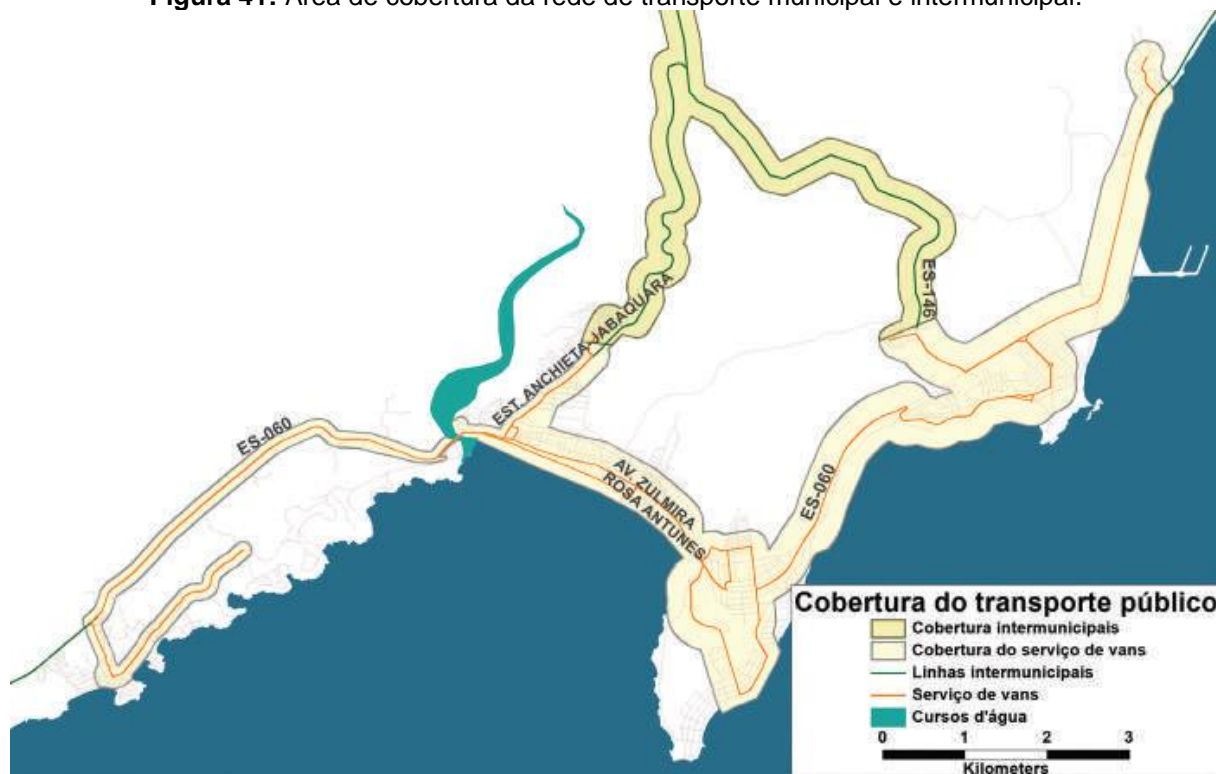 Figura 41: Área de cobertura da rede de transporte municipal e intermunicipal.
ES-146
EST. ANCHIETA JABAQUARA
ES-060
AV. ZULMIRA
ROSA ANTUNES
ES-060
Cobertura do transporte público
Cobertura intermunicipais
Cobertura do serviço de vans
Linhas intermunicipais
Serviço de vans
Cursos d'água
0 1 2 3
Kilometers